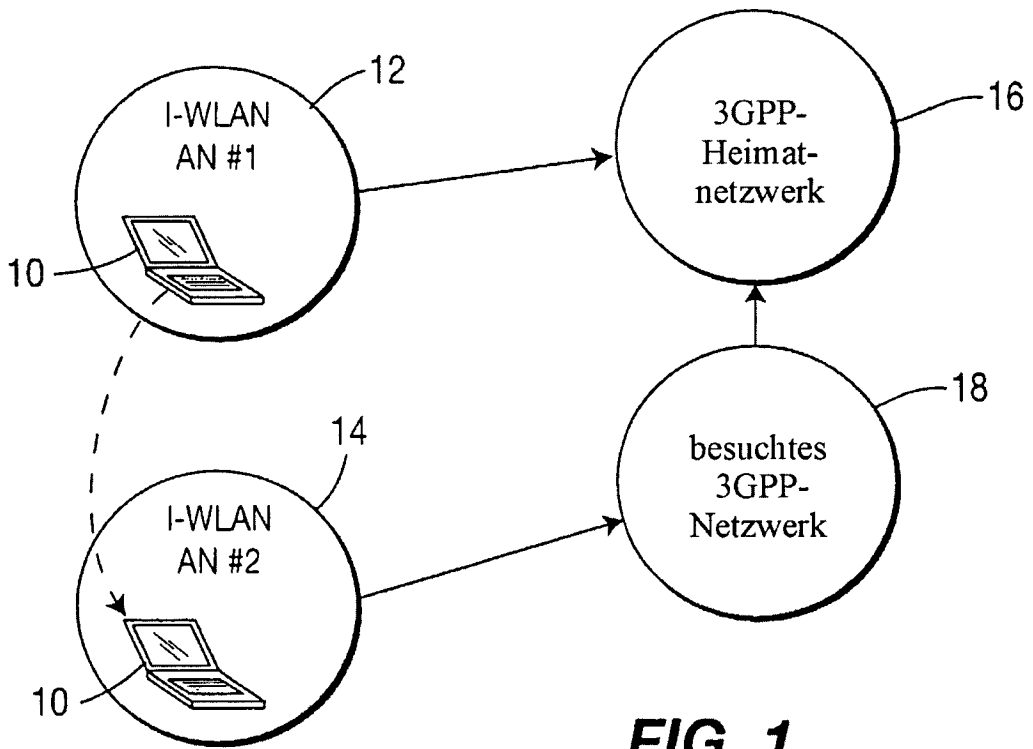 I-WLAN
AN #1
12
10
3GPP-
Heimat-
netzwerk
16
I-WLAN
AN #2
14
10
besuchtes
3GPP-
Netzwerk
18
FIG. 1